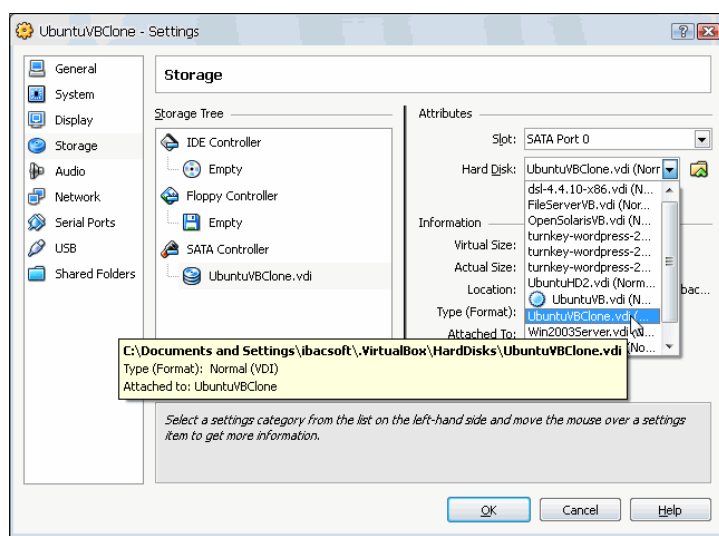 UbuntuVBClone - Settings
General
System
Display
Storage
Audio
Network
Serial Ports
USB
Shared Folders
Storage
Storage Tree
IDE Controller
Empty
Floppy Controller
Empty
SATA Controller
UbuntuVBClone.vdi
Attributes
Slot: SATA Port 0
Hard Disk: UbuntuVBClone.vdi (Norr
dsl-4.4.10-x86.vdi (N...
FileServerVB.vdi (Nor...
OpenSolarisVB.vdi (N...
turnkey-wordpress-2...
turnkey-wordpress-2...
turnkey-wordpress-2...
UbuntuHD2.vdi (Norm...
UbuntuVB.vdi (N...
UbuntuVBClone.vdi (...
Win2003Server.vdi
(No...
Information
Virtual Size:
Actual Size:
Location:
bac...
Type (Format):
Attached To:
C:\Documents and Settings\ibacsoft\.VirtualBox\HardDisks\UbuntuVBClone.vdi
Type (Format): Normal (VDI)
Attached to: UbuntuVBClone
Select a settings category from the list on the left-hand side and move the mouse over a settings
item to get more information.
OK
Cancel
Help